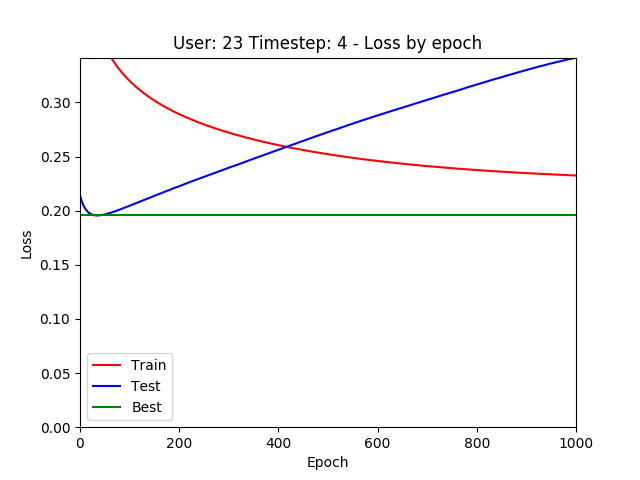 User: 23 Timestep: 4 - Loss by epoch
Loss
0.30
0.25
0.20
0.15
0.10
0.05
0.00
Train
Test
Best
0 200 400 600 800 1000
Epoch